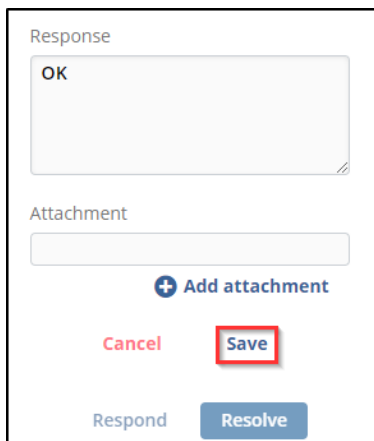 Response
OK
Attachment
Add attachment
Cancel Save
Respond Resolve